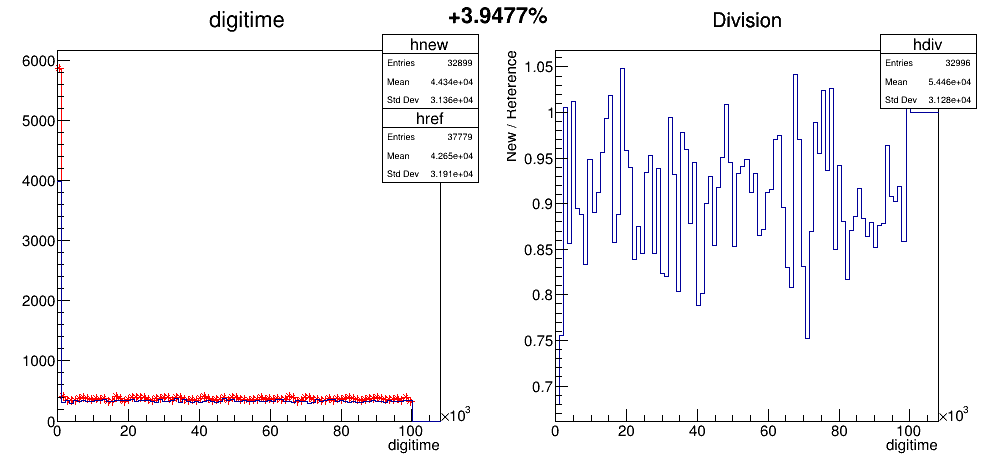 +3.9477%
digitime
hnew
Entries 32899
Mean 4.434e+04
Std Dev 3.136e+04
href
Entries 37779
Mean 4.265e+04
Std Dev 3.191e+04
6000
5000
4000
3000
2000
1000
0
0 20 40 60 80 100
×10³
digitime
Division
hdiv
Entries 32996
Mean 5.446e+04
Std Dev 3.128e+04
New / Reference
1.05
1
0.95
0.9
0.85
0.8
0.75
0.7
0 20 40 60 80 100
×10³
digitime